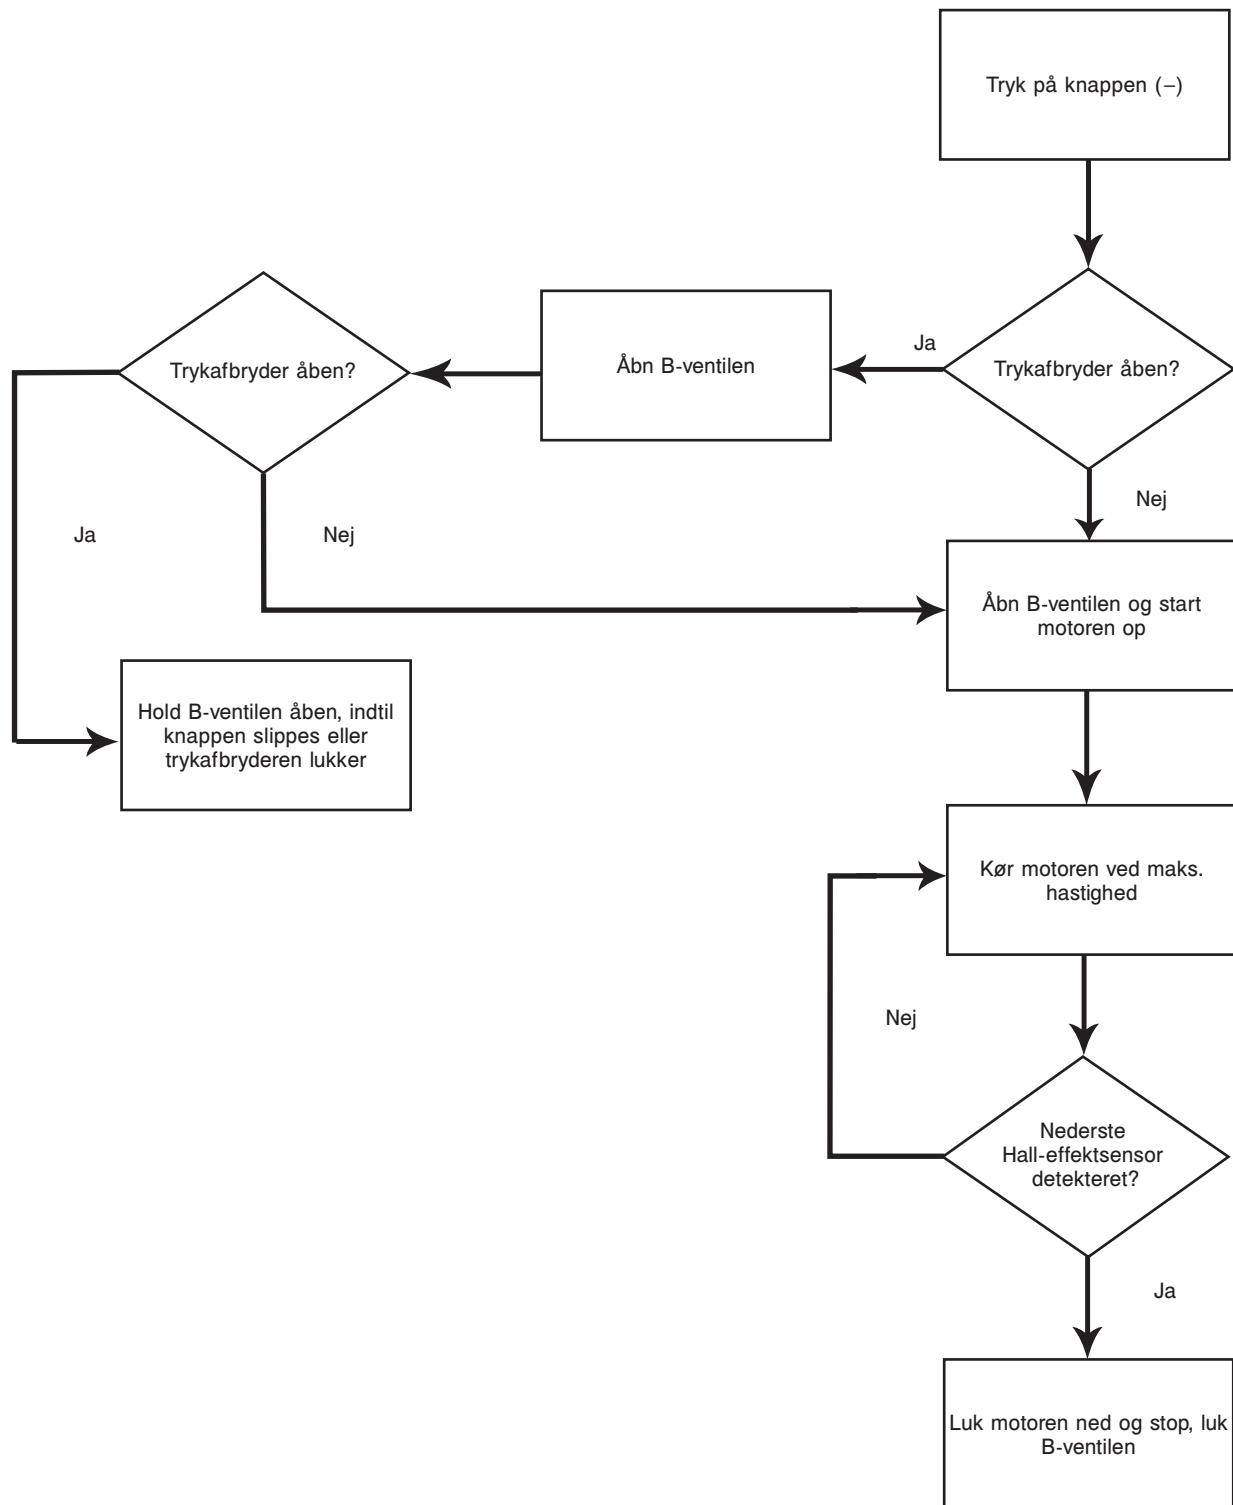 Tryk på knappen (–)
Trykafbryder åben?
Ja
Åbn B-ventilen
Trykafbryder åben?
Nej
Ja
Nej
Åbn B-ventilen og start
motoren op
Hold B-ventilen åben, indtil
knappen slippes eller
trykafbryderen lukker
Kør motoren ved maks.
hastighed
Nej
Nederste
Hall-effektsensor
detekteret?
Ja
Luk motoren ned og stop, luk
B-ventilen